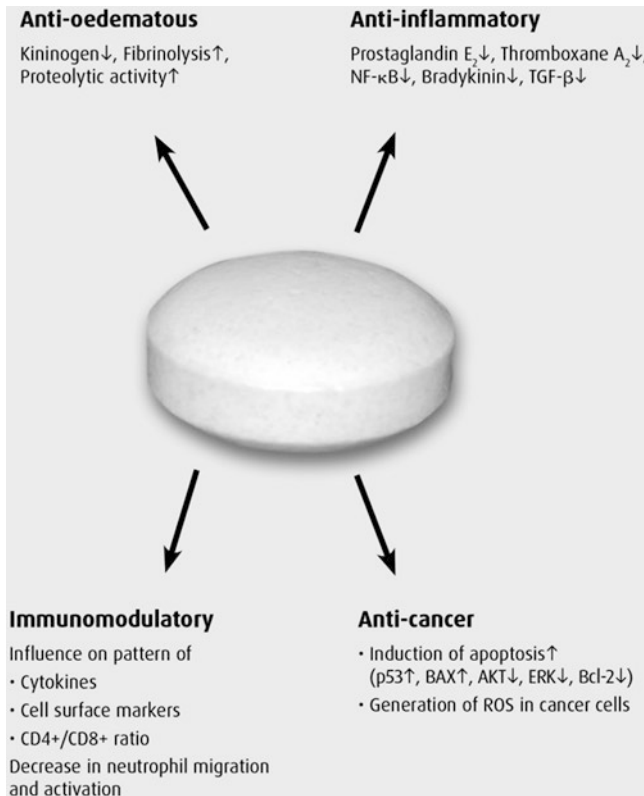 Anti-oedematous
Kininogen↓, Fibrinolysis↑,
Proteolytic activity↑
Anti-inflammatory
Prostaglandin E₂↓, Thromboxane A₂↓,
NF-κB↓, Bradykinin↓, TGF-β↓
Immunomodulatory
Influence on pattern of
• Cytokines
• Cell surface markers
• CD4+/CD8+ ratio
Decrease in neutrophil migration
and activation
Anti-cancer
• Induction of apoptosis↑
(p53↑, BAX↑, AKT↓, ERK↓, Bcl-2↓)
• Generation of ROS in cancer cells